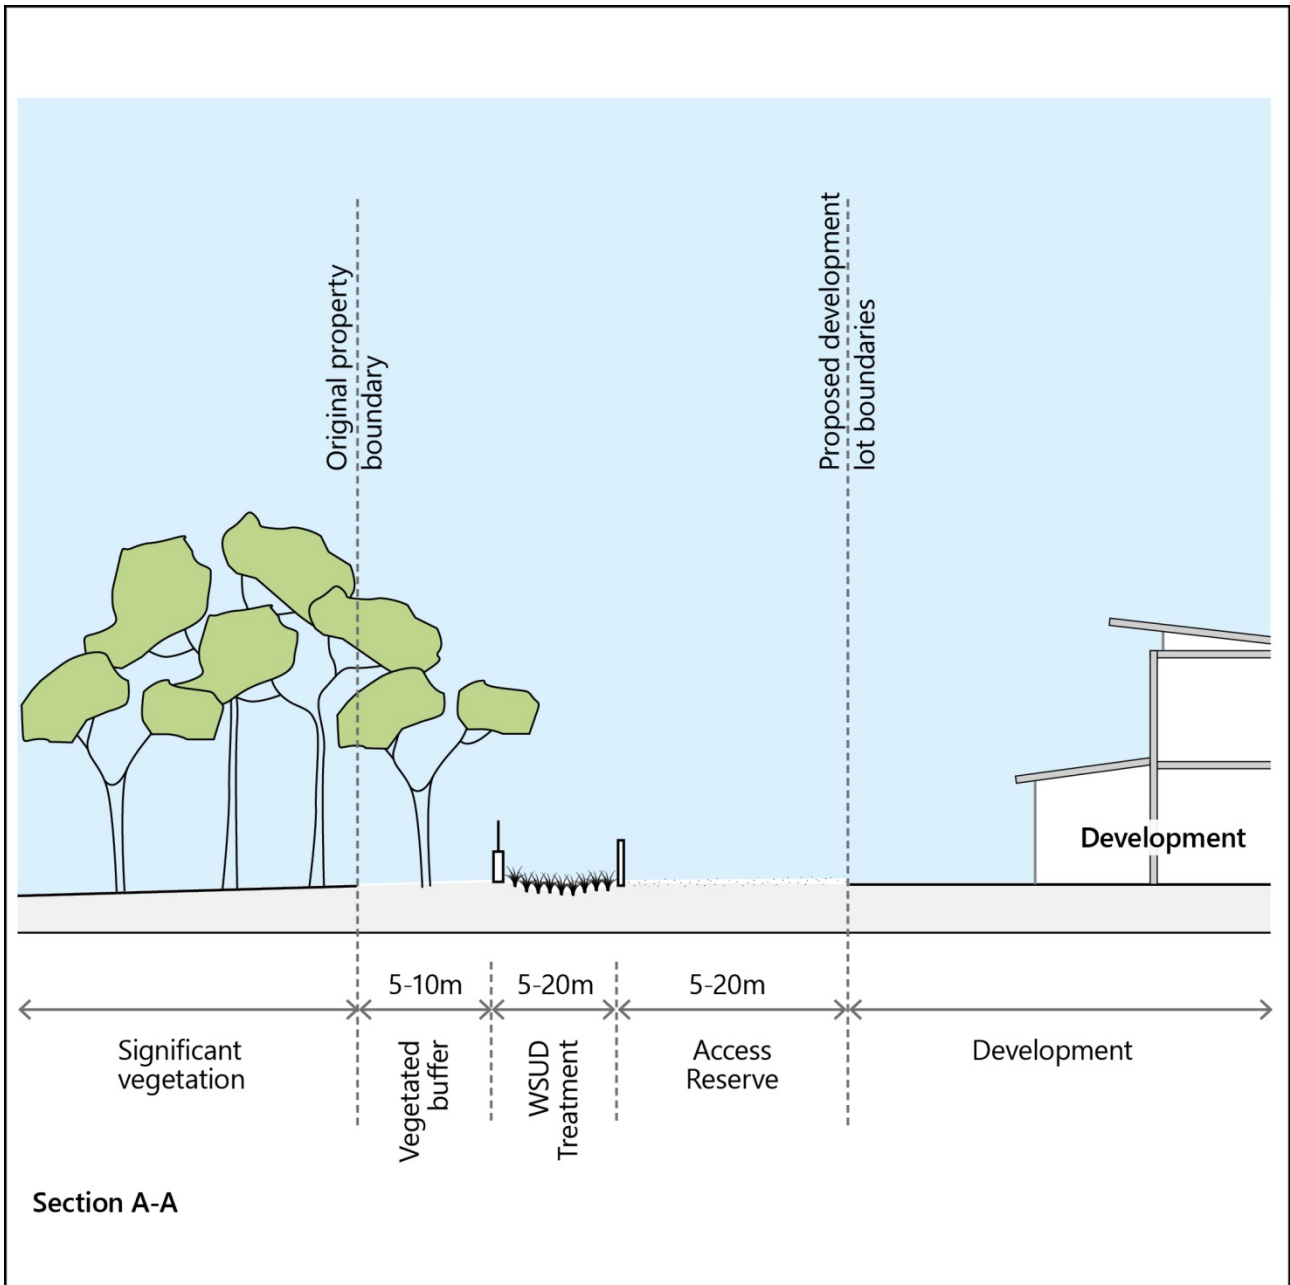 Original property
boundary
Proposed development
lot boundaries
Development
5-10m
5-20m
5-20m
Significant
vegetation
Vegetated
buffer
WSUD
Treatment
Access
Reserve
Development
Section A-A